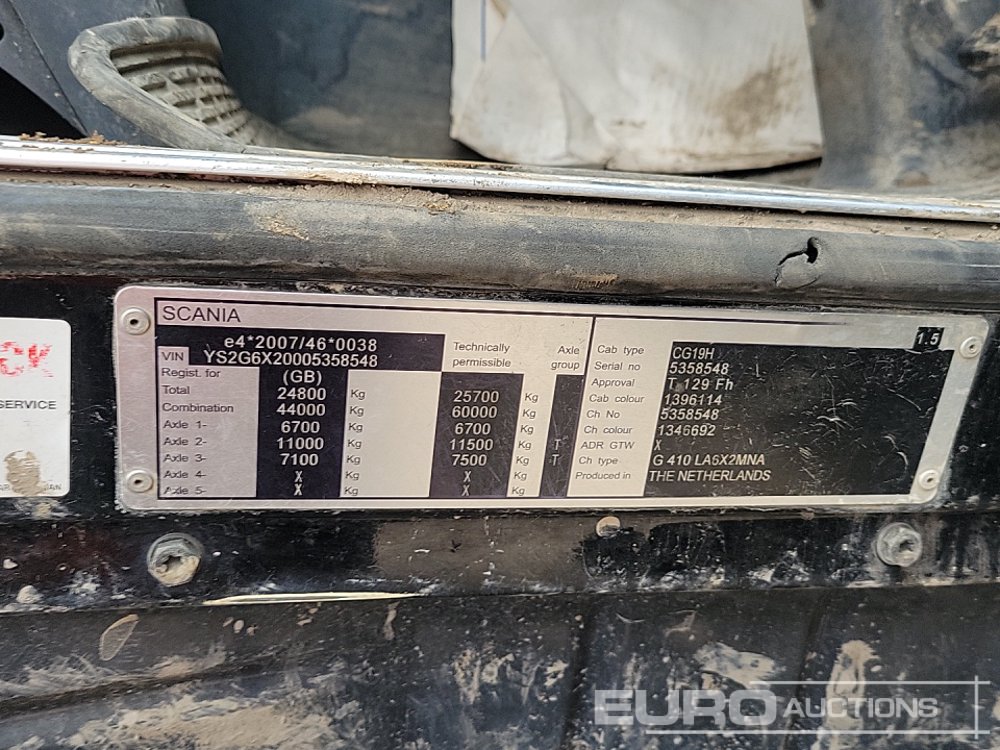 SCANIA
1.5
e4*2007/46*0038
VIN YS2G6X20005358548
Technically permissible
Axle group
Regist. for (GB)
Total 24800 Kg 25700 Kg
Combination 44000 Kg 60000 Kg
Axle 1- 6700 Kg 6700 Kg
Axle 2- 11000 Kg 11500 Kg T
Axle 3- 7100 Kg 7500 Kg T
Axle 4- X Kg X Kg
Axle 5- X Kg X Kg
Cab type CG19H
Serial no 5358548
Approval T 129 Fh
Cab colour 1396114
Ch No 5358548
Ch colour 1346692
ADR GTW X
Ch type G 410 LA6X2MNA
Produced in THE NETHERLANDS
CK
SERVICE
EURO AUCTIONS